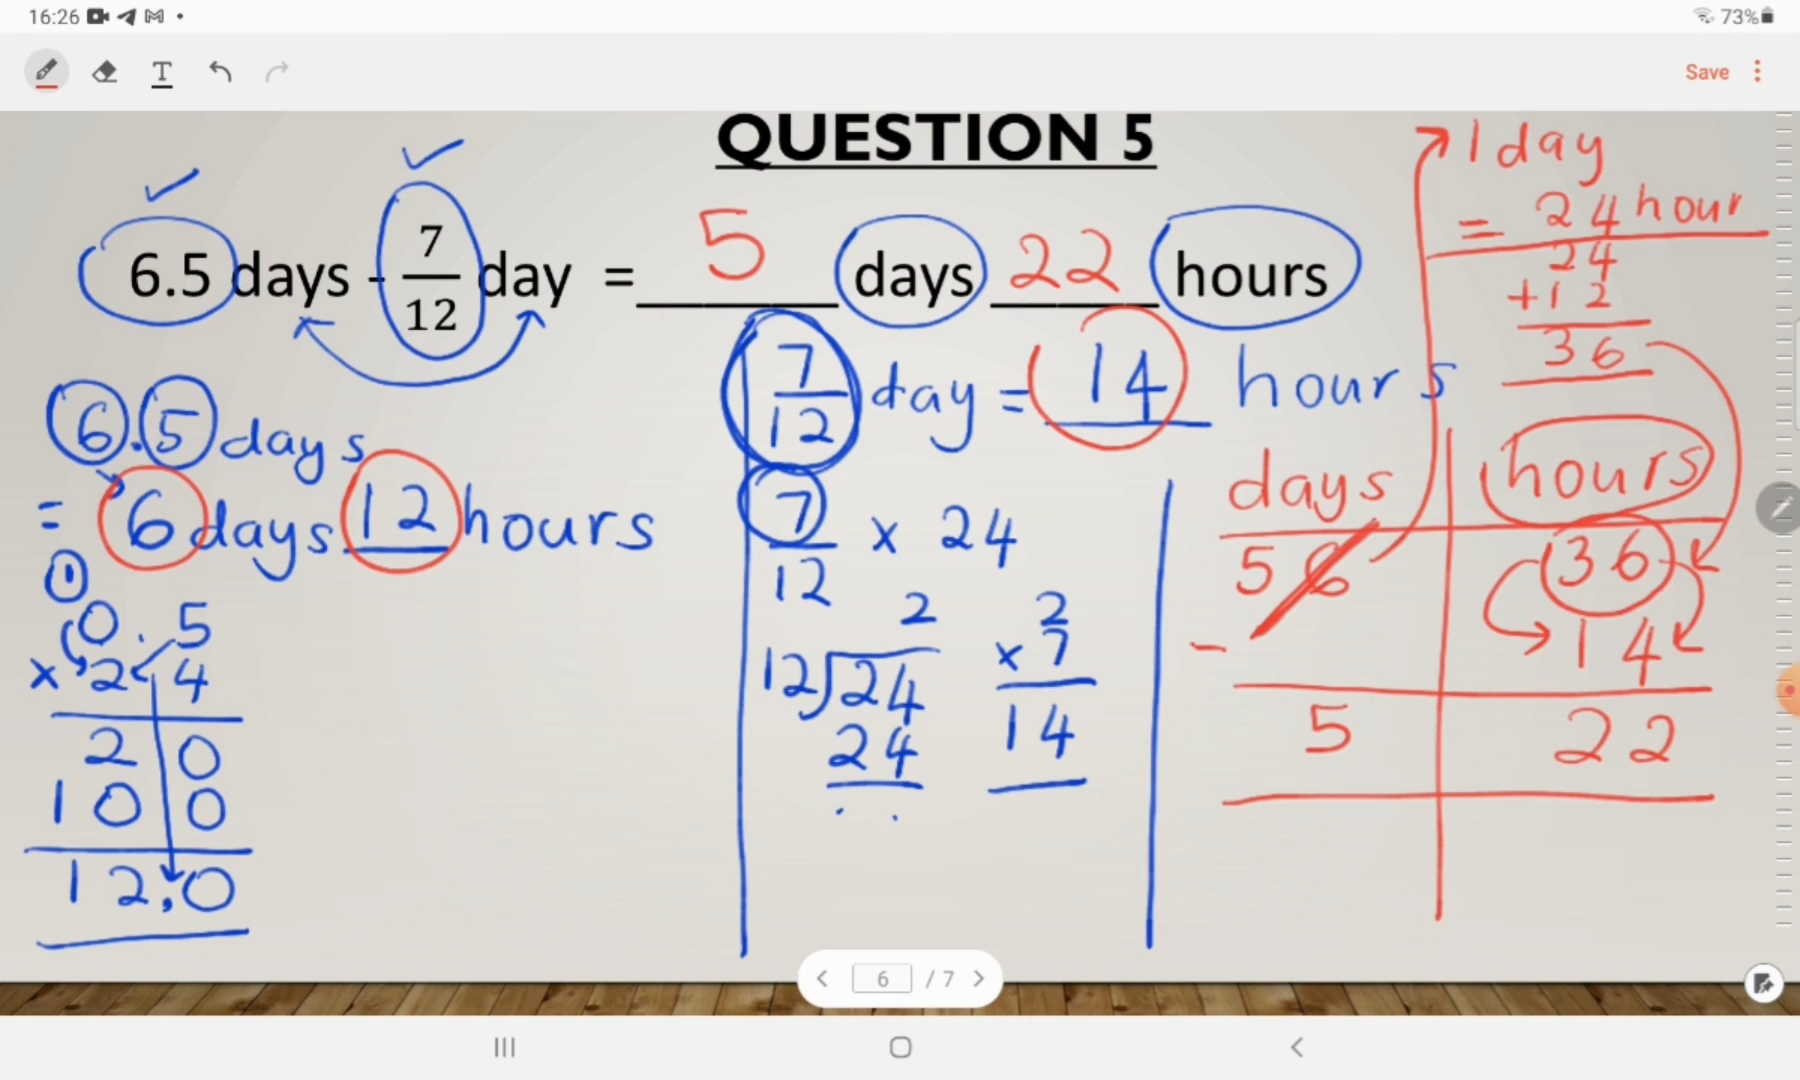 16:26
73%
T
Save
QUESTION 5
6.5 days - 7/12 day = 5 days 22 hours
6.5 days
= 6 days 12 hours
1
0.5
x 24
20
100
12.0
7/12 day = 14 hours
7/12 x 24
2
12)24
24
2
x 7
14
1 day
= 24 hour
24
+12
36
days hours
5 6 36
- 14
5 22
6 / 7